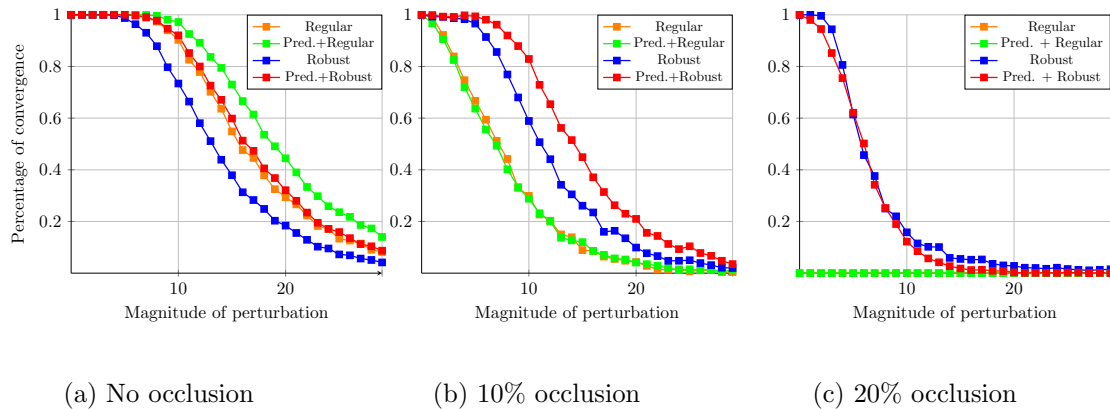 Percentage of convergence
1
0.8
0.6
0.4
0.2
10
20
Magnitude of perturbation
Regular
Pred.+Regular
Robust
Pred.+Robust
(a) No occlusion
1
0.8
0.6
0.4
0.2
10
20
Magnitude of perturbation
Regular
Pred.+Regular
Robust
Pred.+Robust
(b) 10% occlusion
1
0.8
0.6
0.4
0.2
10
20
Magnitude of perturbation
Regular
Pred. + Regular
Robust
Pred. + Robust
(c) 20% occlusion